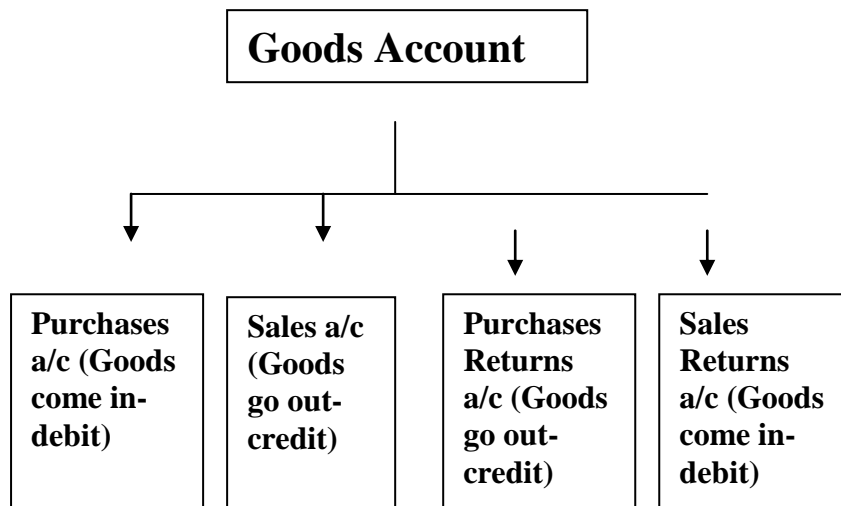 Goods Account
Purchases
a/c (Goods
come in-
debit)
Sales a/c
(Goods
go out-
credit)
Purchases
Returns
a/c (Goods
go out-
credit)
Sales
Returns
a/c (Goods
come in-
debit)